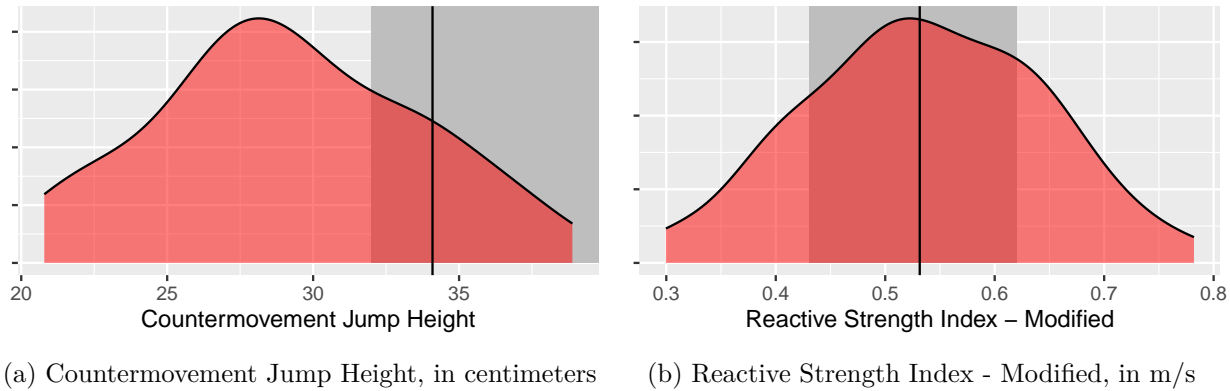 20 25 30 35
Countermovement Jump Height
(a) Countermovement Jump Height, in centimeters
0.3 0.4 0.5 0.6 0.7 0.8
Reactive Strength Index − Modified
(b) Reactive Strength Index - Modified, in m/s